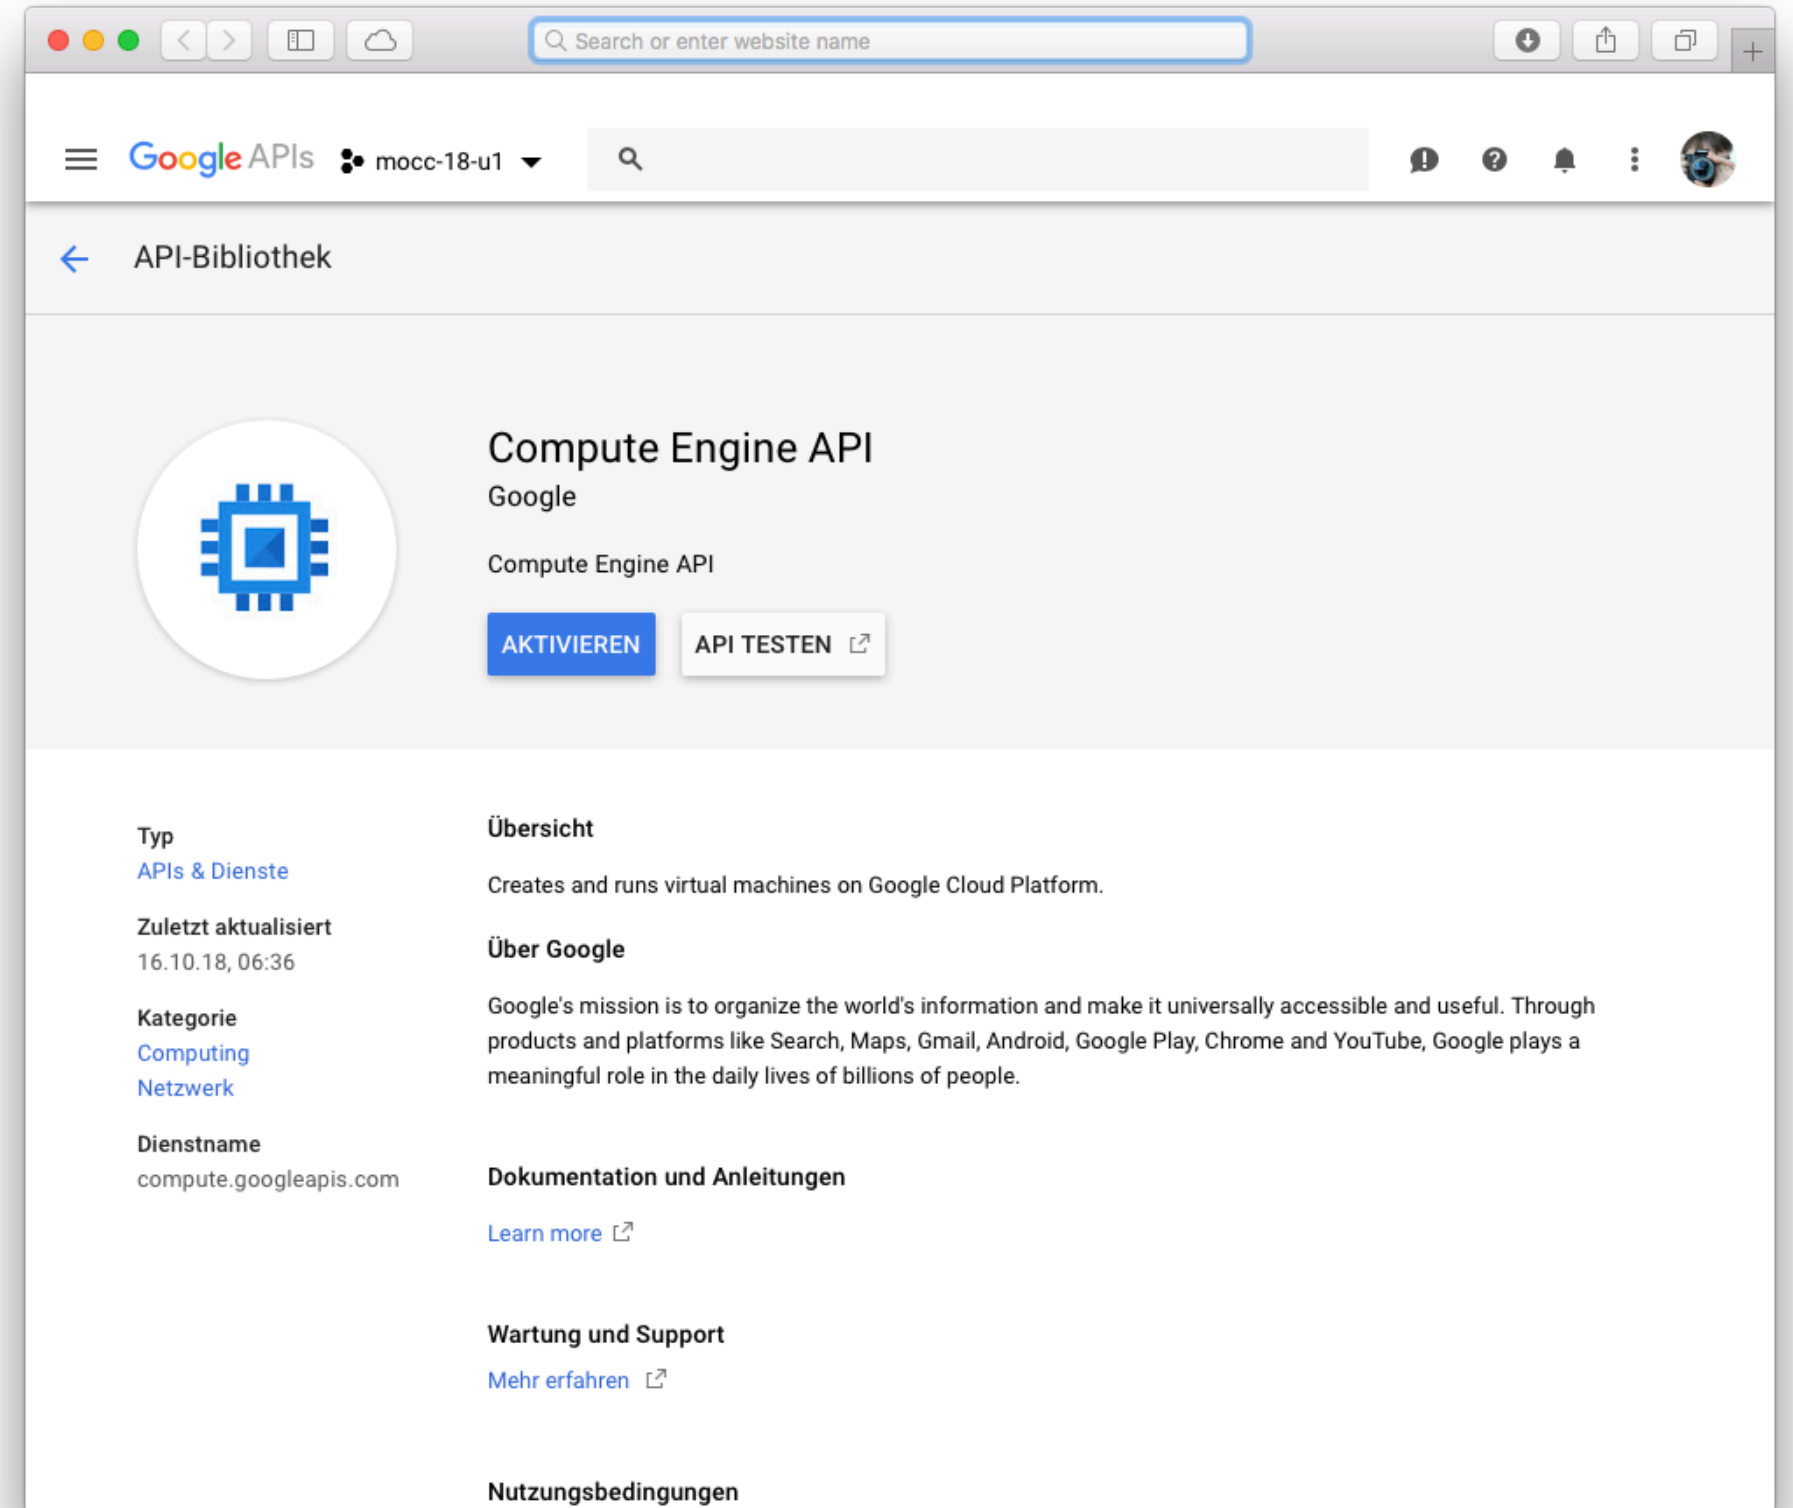 Search or enter website name
Google APIs mocc-18-u1
API-Bibliothek
Compute Engine API
Google
Compute Engine API
AKTIVIEREN API TESTEN
Typ
APIs & Dienste
Zuletzt aktualisiert
16.10.18, 06:36
Kategorie
Computing
Netzwerk
Dienstname
compute.googleapis.com
Übersicht
Creates and runs virtual machines on Google Cloud Platform.
Über Google
Google's mission is to organize the world's information and make it universally accessible and useful. Through
products and platforms like Search, Maps, Gmail, Android, Google Play, Chrome and YouTube, Google plays a
meaningful role in the daily lives of billions of people.
Dokumentation und Anleitungen
Learn more
Wartung und Support
Mehr erfahren
Nutzungsbedingungen